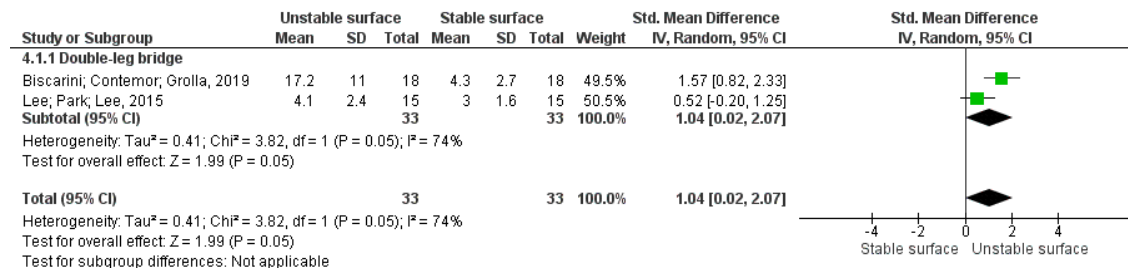 Unstable surface Stable surface Std. Mean Difference Std. Mean Difference
Study or Subgroup Mean SD Total Mean SD Total Weight IV, Random, 95% CI IV, Random, 95% CI
4.1.1 Double-leg bridge
Biscarini; Contemor; Grolla, 2019 17.2 11 18 4.3 2.7 18 49.5% 1.57 [0.82, 2.33]
Lee; Park; Lee, 2015 4.1 2.4 15 3 1.6 15 50.5% 0.52 [-0.20, 1.25]
Subtotal (95% CI) 33 33 100.0% 1.04 [0.02, 2.07]
Heterogeneity: Tau² = 0.41; Chi² = 3.82, df = 1 (P = 0.05); I² = 74%
Test for overall effect: Z = 1.99 (P = 0.05)
Total (95% CI) 33 33 100.0% 1.04 [0.02, 2.07]
Heterogeneity: Tau² = 0.41; Chi² = 3.82, df = 1 (P = 0.05); I² = 74%
Test for overall effect: Z = 1.99 (P = 0.05)
Test for subgroup differences: Not applicable
-4 -2 0 2 4
Stable surface Unstable surface